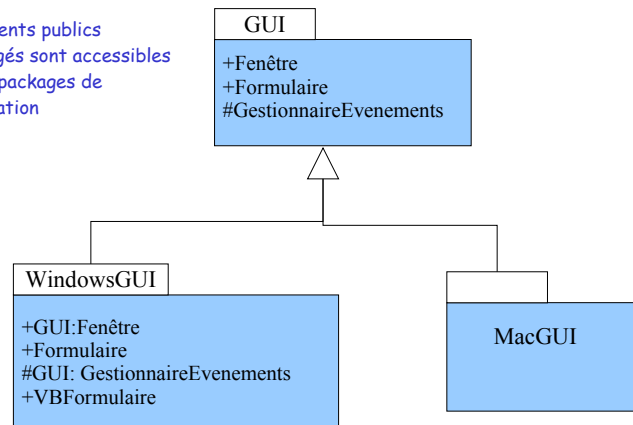 ents publics
gés sont accessibles
packages de
ation
GUI
+Fenêtre
+Formulaire
#GestionnaireEvenements
WindowsGUI
+GUI:Fenêtre
+Formulaire
#GUI: GestionnaireEvenements
+VBFormulaire
MacGUI